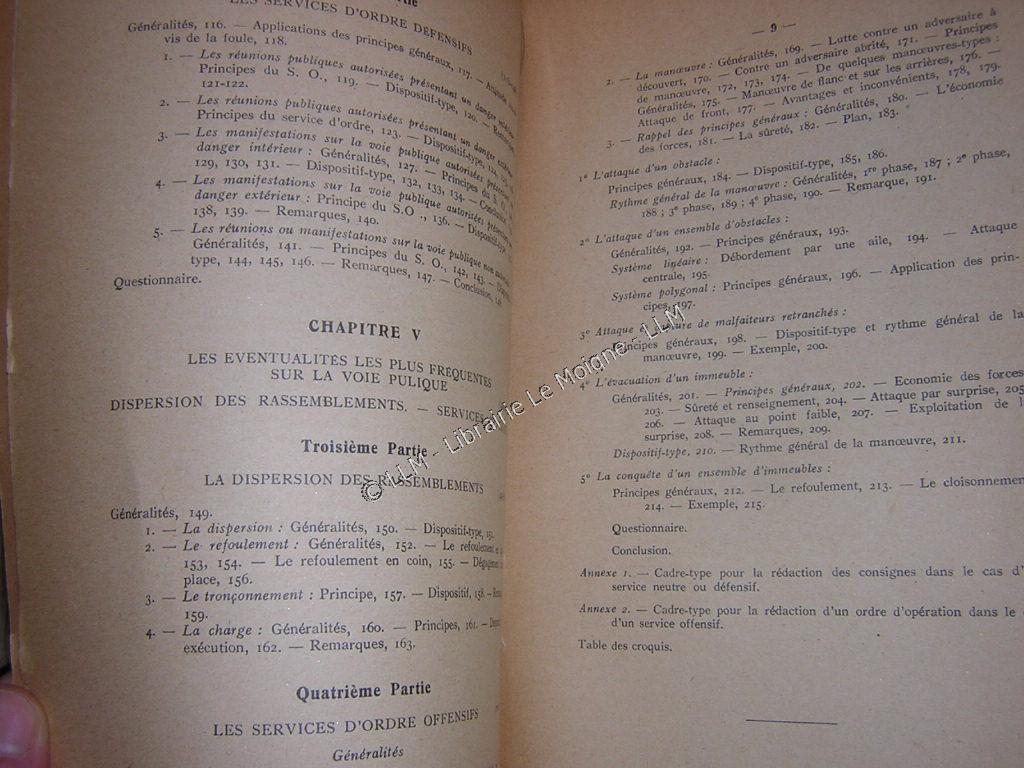 Partie
LES SERVICES D'ORDRE DÉFENSIFS
Généralités, 116. — Applications des principes généraux, 117. — Attitude
vis de la foule, 118.
1. — Les réunions publiques autorisées présentant un danger
Principes du S. O., 119. — Dispositif-type, 120. —
121-122.
2. — Les réunions publiques autorisées présentant un danger
Principes du service d'ordre, 123. — Dispositif-type, 124,
3. — Les manifestations sur la voie publique autorisées
danger intérieur : Généralités, 127. — Principes du S. O.,
129, 130, 131. — Dispositif-type, 132, 133, 134. — Conclusion,
4. — Les manifestations sur la voie publique autorisées
danger extérieur : Principe du S.O ., 136. —
138, 139. — Remarques, 140.
5. — Les réunions ou manifestations sur la voie publique non
Généralités, 141. — Principes du S. O., 142, 143. —
type, 144, 145, 146. — Remarques, 147. — Conclusion, 148
Questionnaire.
CHAPITRE V
LES EVENTUALITÉS LES PLUS FRÉQUENTES
SUR LA VOIE PULIQUE
DISPERSION DES RASSEMBLEMENTS. — SERVICES
Troisième Partie
LA DISPERSION DES RASSEMBLEMENTS
Généralités, 149.
1. — La dispersion : Généralités, 150. — Dispositif-type, 151.
2. — Le refoulement : Généralités, 152. — Le refoulement
153, 154. — Le refoulement en coin, 155. —
place, 156.
3. — Le tronçonnement : Principe, 157. — Dispositif, 158. —
159.
4. — La charge : Généralités, 160. — Principes, 161. —
exécution, 162. — Remarques, 163.
Quatrième Partie
LES SERVICES D'ORDRE OFFENSIFS
Généralités
— 9 —
2. — La manœuvre : Généralités, 169. — Lutte contre un adversaire à
découvert, 170. — Contre un adversaire abrité, 171. — Principes
de manœuvre, 172, 173, 174. — De quelques manœuvres-types :
Généralités, 175. — Manœuvre de flanc et sur les arrières, 176. —
Attaque de front, 177. — Avantages et inconvénients, 178, 179.
3. — Rappel des principes généraux : Généralités, 180. — L'économie
des forces, 181. — La sûreté, 182. — Plan, 183.
1° L'attaque d'un obstacle :
Principes généraux, 184. — Dispositif-type, 185, 186.
Rythme général de la manœuvre : Généralités, 1re phase, 187 ; 2e phase,
188 ; 3e phase, 189 ; 4e phase, 190. — Remarque, 191.
2° L'attaque d'un ensemble d'obstacles :
Généralités, 192. — Principes généraux, 193.
Système linéaire : Débordement par une aile, 194. — Attaque
centrale, 195.
Système polygonal : Principes généraux, 196. — Application des prin-
cipes, 197.
3° Attaque de malfaiteurs retranchés :
Principes généraux, 198. — Dispositif-type et rythme général de la
manœuvre, 199. — Exemple, 200.
4° L'évacuation d'un immeuble :
Généralités, 201. — Principes généraux, 202. — Economie des forces
203. — Sûreté et renseignement, 204. — Attaque par surprise, 205
206. — Attaque au point faible, 207. — Exploitation de l
surprise, 208. — Remarques, 209.
Dispositif-type, 210. — Rythme général de la manœuvre, 211.
5° La conquête d'un ensemble d'immeubles :
Principes généraux, 212. — Le refoulement, 213. — Le cloisonnemen
214. — Exemple, 215.
Questionnaire.
Conclusion.
Annexe 1. — Cadre-type pour la rédaction des consignes dans le cas d'
service neutre ou défensif.
Annexe 2. — Cadre-type pour la rédaction d'un ordre d'opération dans le
d'un service offensif.
Table des croquis.
© LLM - Librairie Le Moigne - LLM